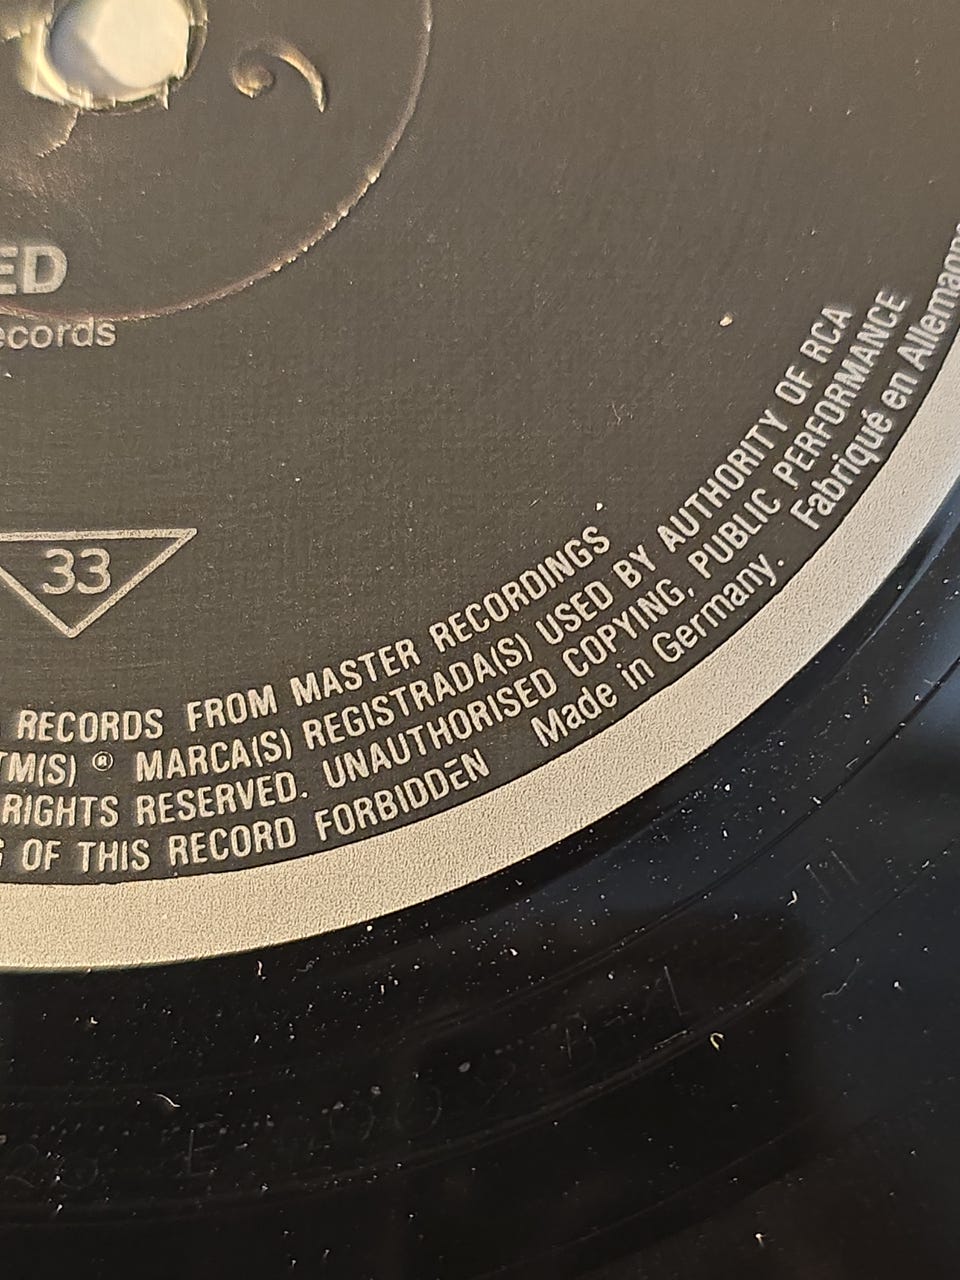 ED
ecords
33
RECORDS FROM MASTER RECORDINGS
TM(S) ® MARCA(S) REGISTRADA(S) USED BY AUTHORITY OF RCA
RIGHTS RESERVED. UNAUTHORISED COPYING, PUBLIC PERFORMANCE
OF THIS RECORD FORBIDDEN Made in Germany. Fabriqué en Allemagne